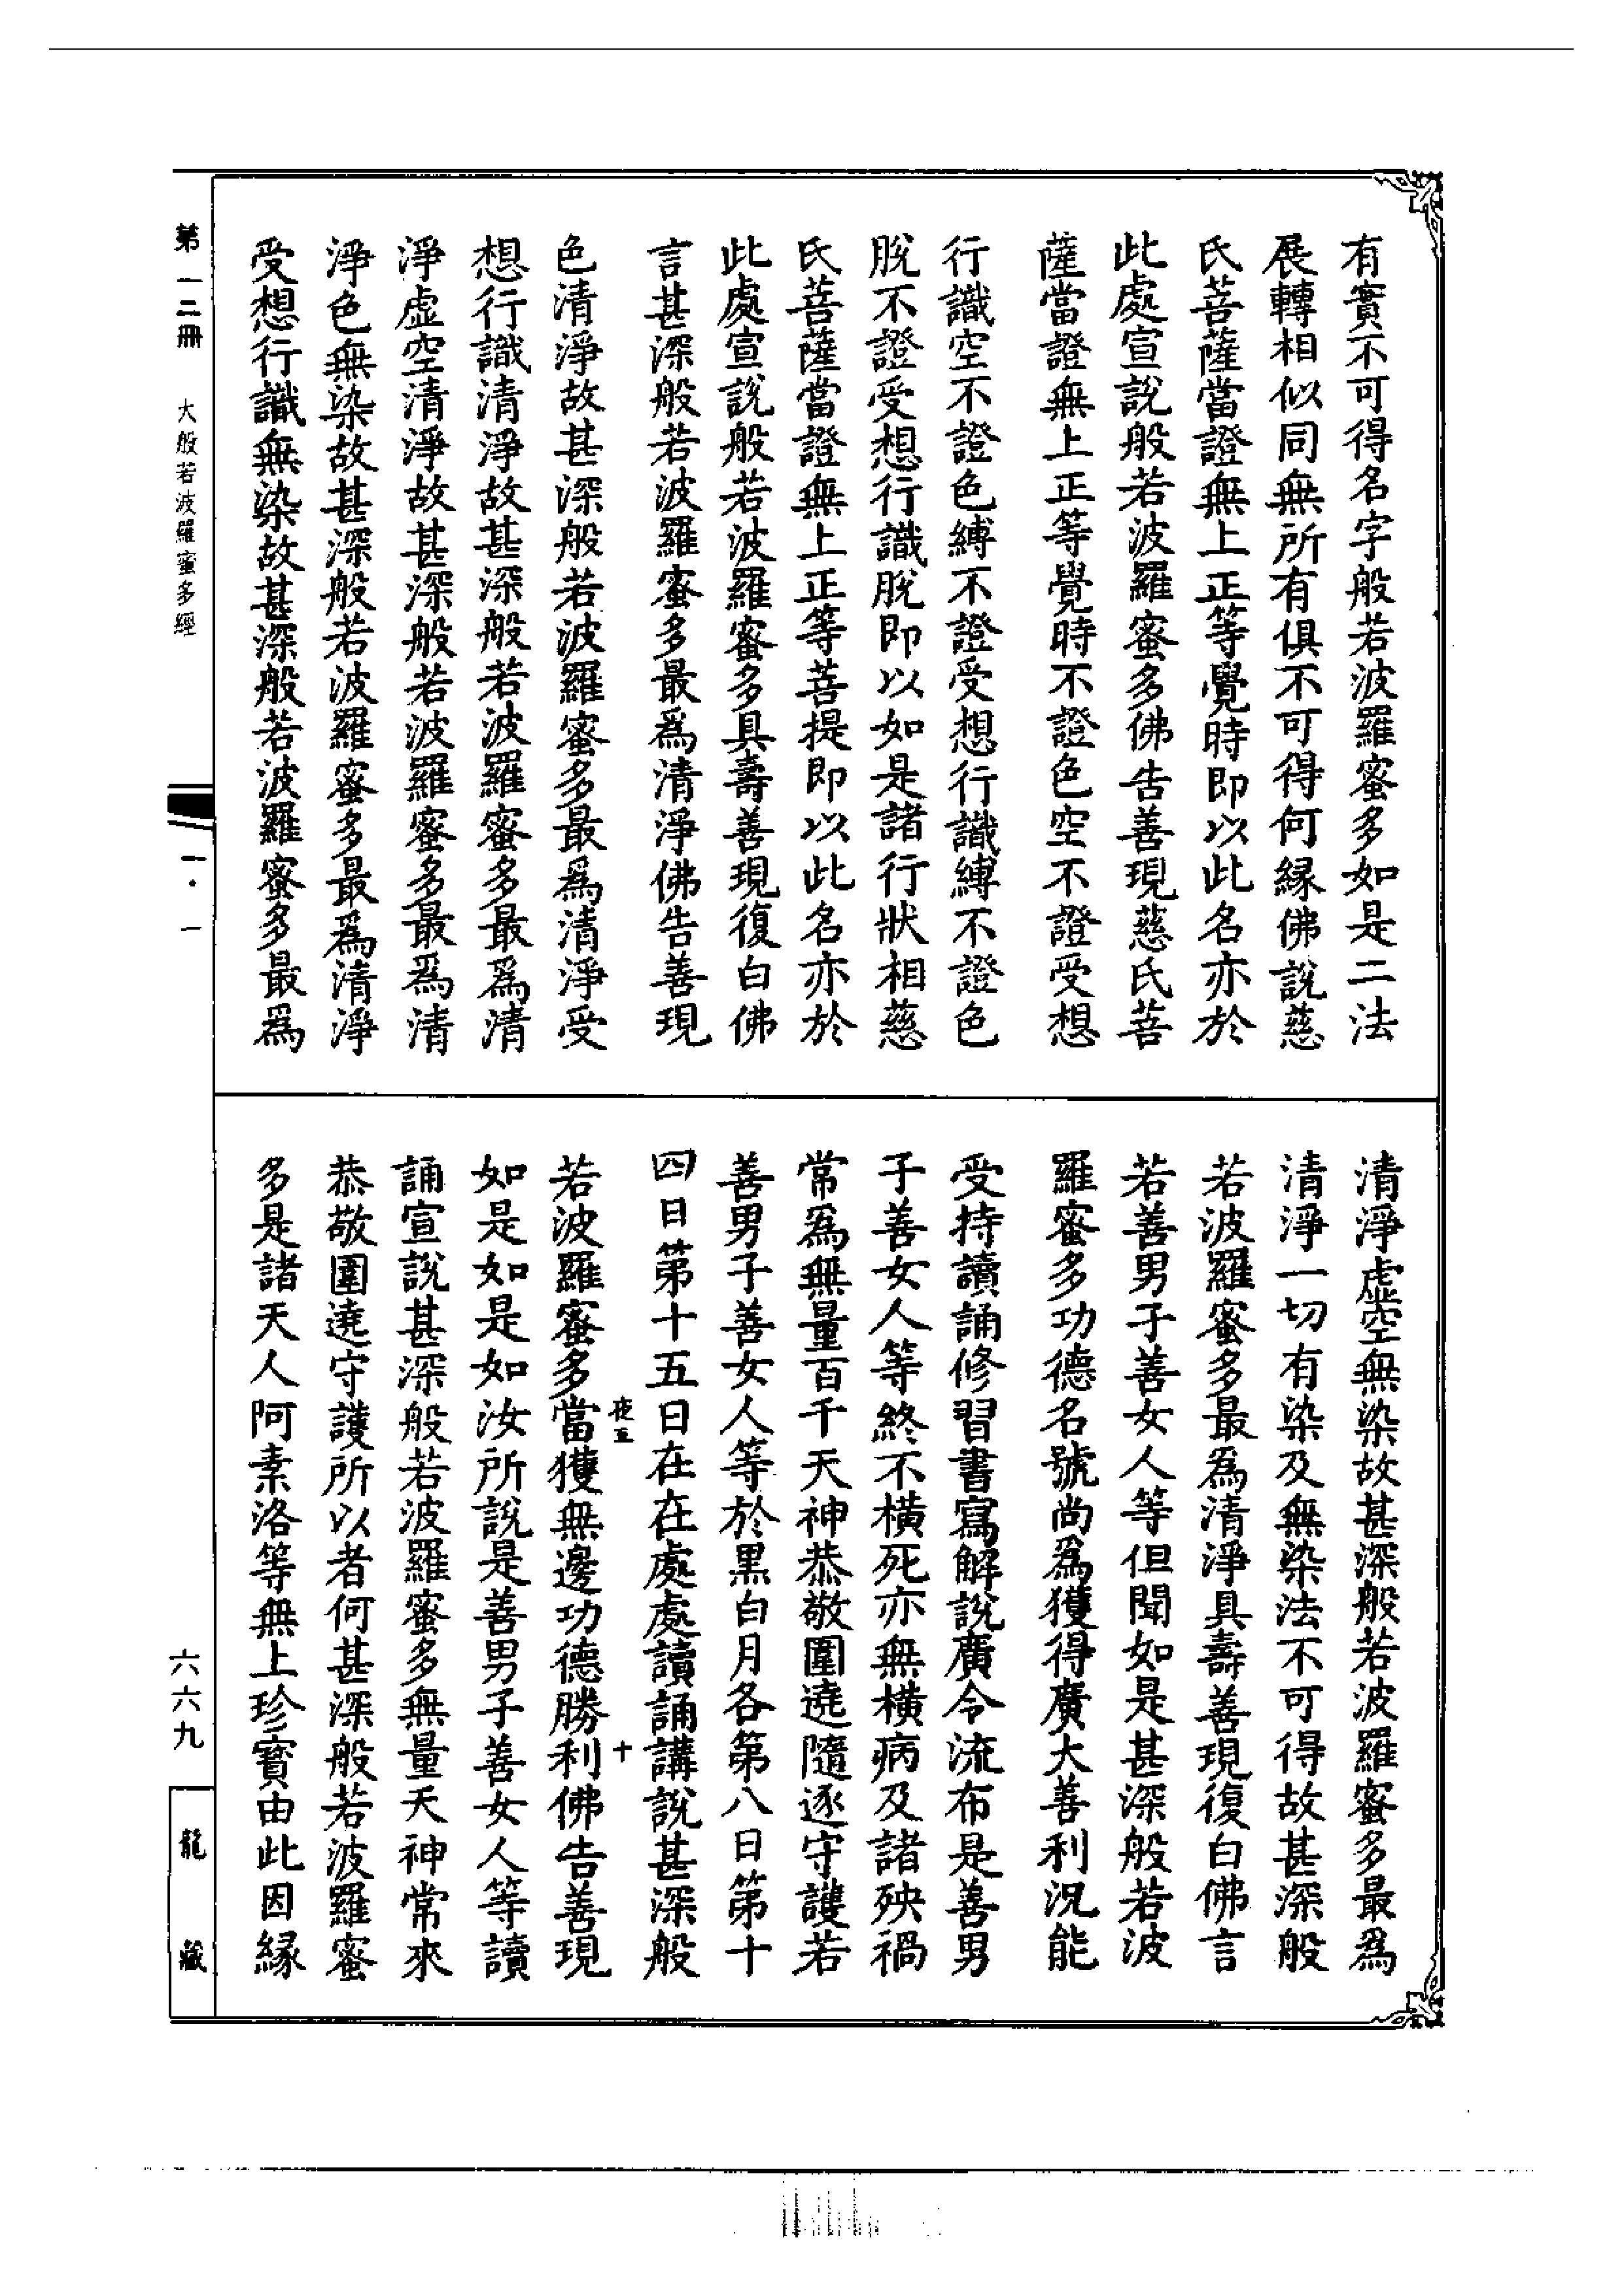 有實不可得名字般若波羅蜜多如是二法
展轉相似同無所有俱不可得何緣佛說慈
氏菩薩當證無上正等覺時即以此名亦於
此處宣說般若波羅蜜多佛告善現慈氏菩
薩當證無上正等覺時不證色空不證受想
行識空不證色縛不證受想行識縛不證色
脫不證受想行識脫即以如是諸行狀相慈
氏菩薩當證無上正等菩提即以此名亦於
此處宣說般若波羅蜜多具壽善現復白佛
言甚深般若波羅蜜多最為清淨佛告善現
色清淨故甚深般若波羅蜜多最為清淨受
想行識清淨故甚深般若波羅蜜多最為清
淨虛空清淨故甚深般若波羅蜜多最為清
淨色無染故甚深般若波羅蜜多最為清淨
受想行識無染故甚深般若波羅蜜多最為
清淨虛空無染故甚深般若波羅蜜多最為
清淨一切有染及無染法不可得故甚深般
若波羅蜜多最為清淨具壽善現復白佛言
若善男子善女人等但聞如是甚深般若波
羅蜜多功德名號尚為獲得廣大善利況能
受持讀誦修習書寫解說廣令流布是善男
子善女人等終不橫死亦無橫病及諸殃禍
常為無量百千天神恭敬圍遶隨逐守護若
善男子善女人等於黑白月各第八日第十
四日第十五日在在處處讀誦講說甚深般
夜五 十
若波羅蜜多當獲無邊功德勝利佛告善現
如是如是如汝所說是善男子善女人等讀
誦宣說甚深般若波羅蜜多無量天神常來
恭敬圍遶守護所以者何甚深般若波羅蜜
多是諸天人阿素洛等無上珍寶由此因緣
第一二冊 大般若波羅蜜多經
一·一
六六九
龍藏